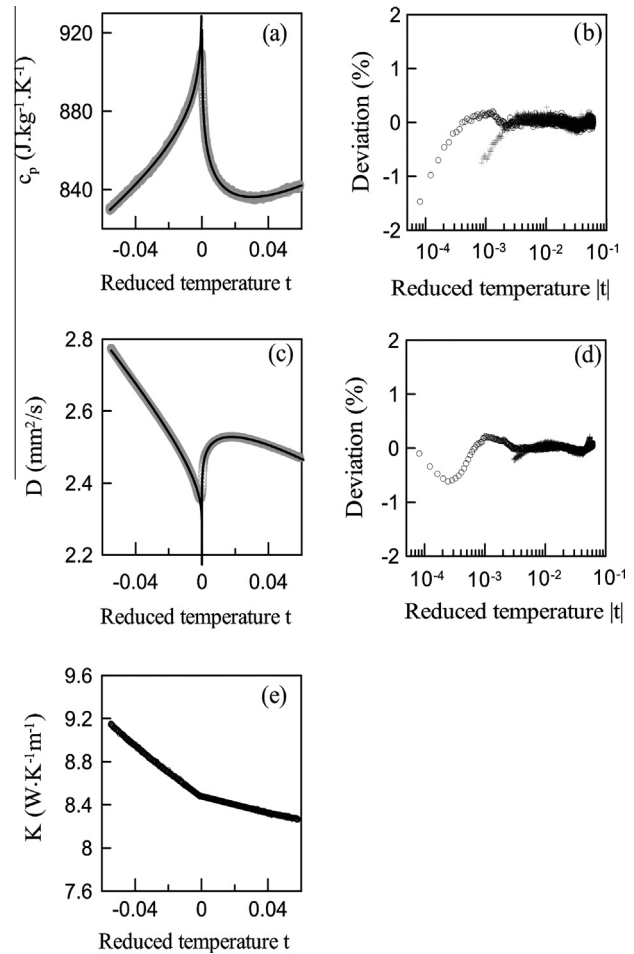 (a)
920
880
840
c_p (J.kg⁻¹.K⁻¹)
-0.04 0 0.04
Reduced temperature t
(b)
2
1
0
-1
-2
Deviation (%)
10⁻⁴ 10⁻³ 10⁻² 10⁻¹
Reduced temperature |t|
(c)
2.8
2.6
2.4
2.2
D (mm²/s)
-0.04 0 0.04
Reduced temperature t
(d)
2
1
0
-1
-2
Deviation (%)
10⁻⁴ 10⁻³ 10⁻² 10⁻¹
Reduced temperature |t|
(e)
9.6
9.2
8.8
8.4
8
7.6
K (W·K⁻¹m⁻¹)
-0.04 0 0.04
Reduced temperature t